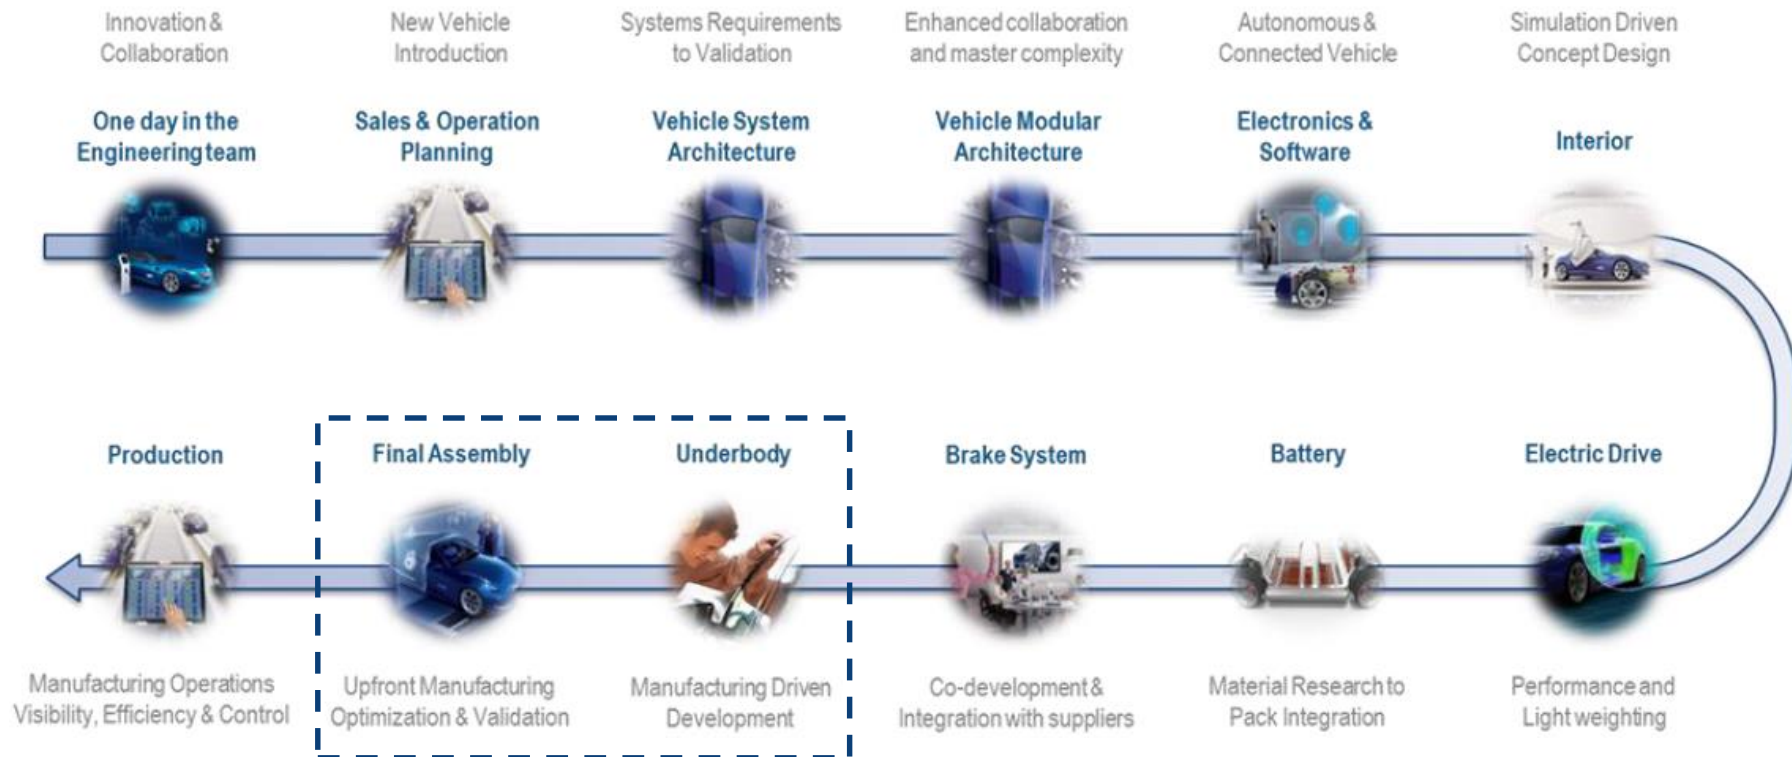 Innovation &
Collaboration
New Vehicle
Introduction
Systems Requirements
to Validation
Enhanced collaboration
and master complexity
Autonomous &
Connected Vehicle
Simulation Driven
Concept Design
One day in the
Engineering team
Sales & Operation
Planning
Vehicle System
Architecture
Vehicle Modular
Architecture
Electronics &
Software
Interior
Production
Final Assembly
Underbody
Brake System
Battery
Electric Drive
Manufacturing Operations
Visibility, Efficiency & Control
Upfront Manufacturing
Optimization & Validation
Manufacturing Driven
Development
Co-development &
Integration with suppliers
Material Research to
Pack Integration
Performance and
Light weighting